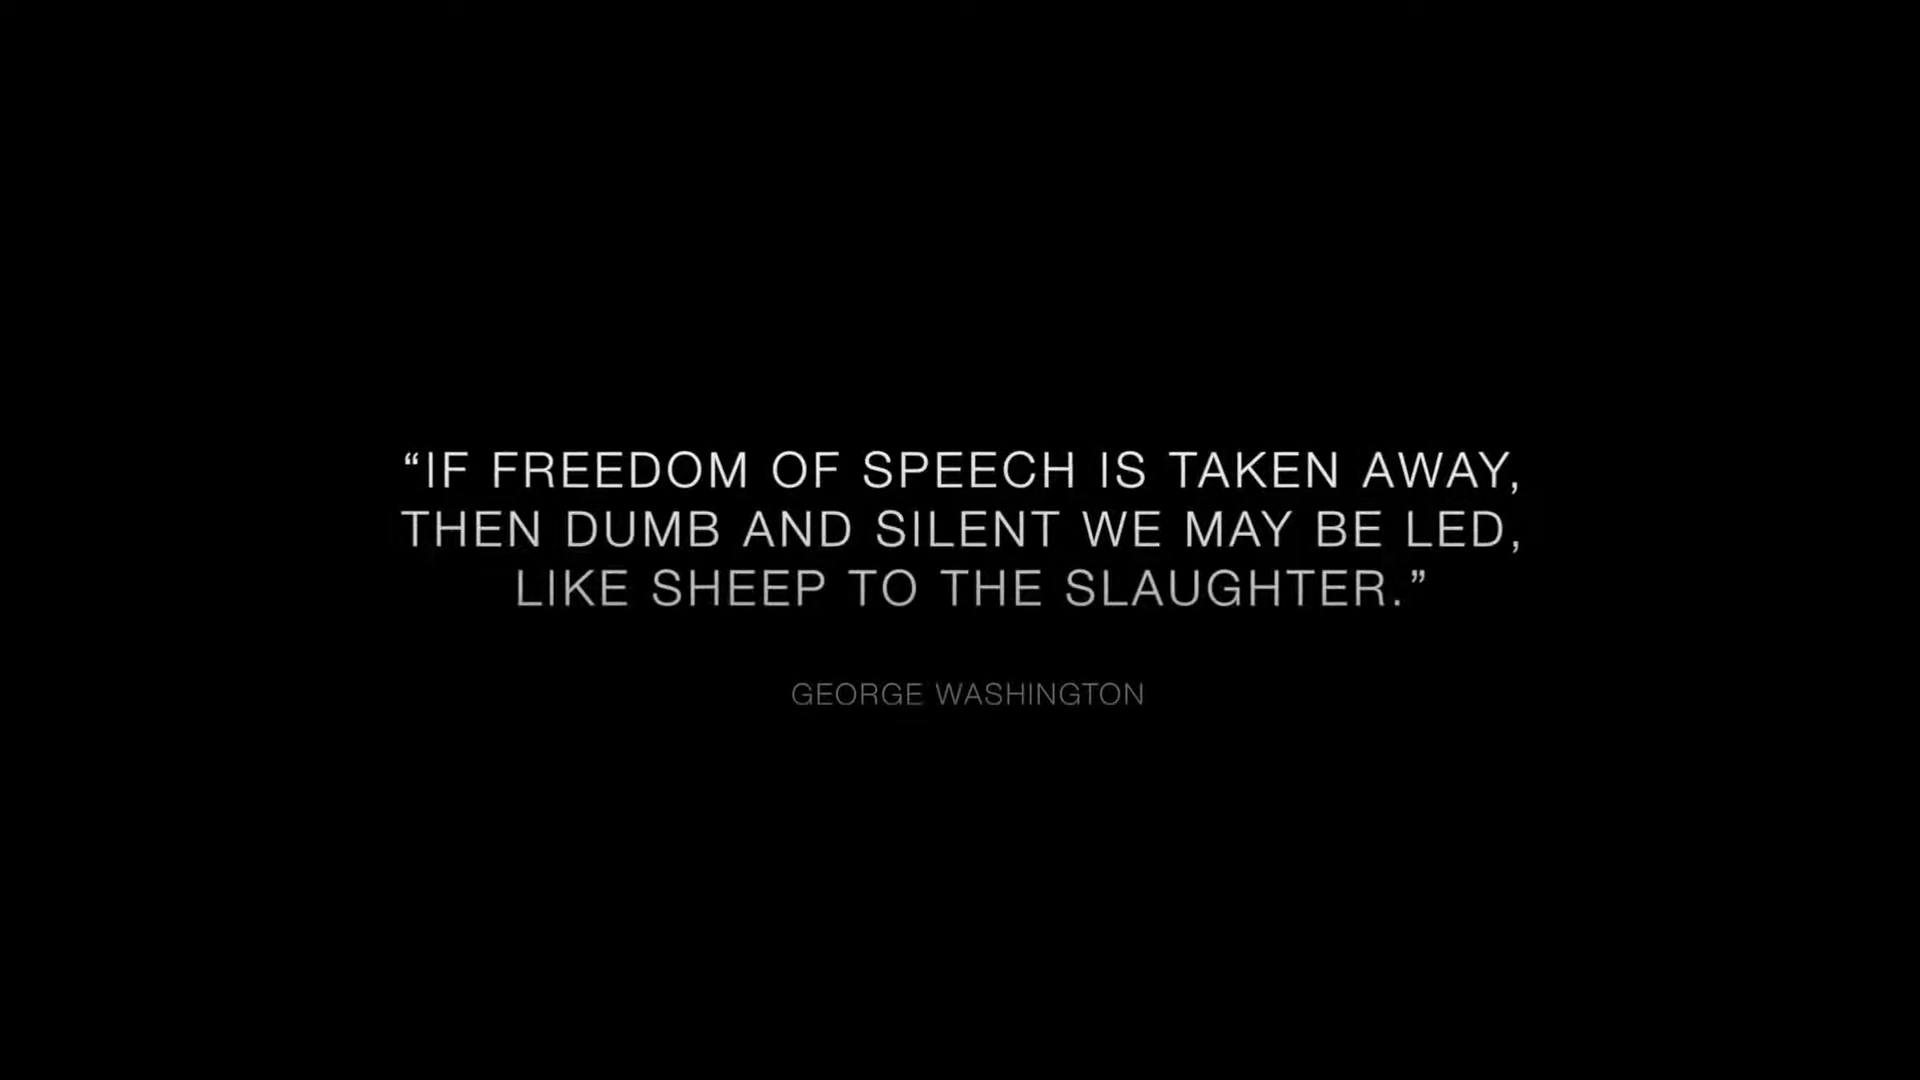 “IF FREEDOM OF SPEECH IS TAKEN AWAY,
THEN DUMB AND SILENT WE MAY BE LED,
LIKE SHEEP TO THE SLAUGHTER.”
GEORGE WASHINGTON